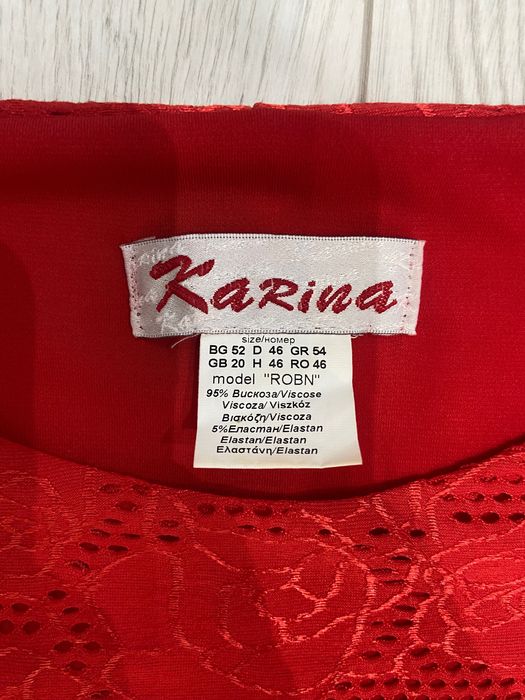 Karina
size/номер
BG 52 D 46 GR 54
GB 20 H 46 RO 46
model "ROBN"
95% Вискоза/Viscose
Viscoza/ Viszkóz
Βισκόζη/Viscoza
5%Еластан/Elastan
Elastan/Elastan
Ελαστάνη/Elastan